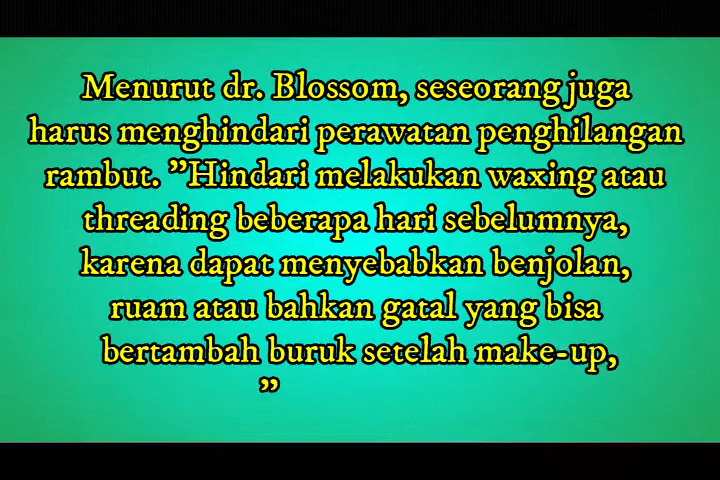 Menurut dr. Blossom, seseorang juga
harus menghindari perawatan penghilangan
rambut. "Hindari melakukan waxing atau
threading beberapa hari sebelumnya,
karena dapat menyebabkan benjolan,
ruam atau bahkan gatal yang bisa
bertambah buruk setelah make-up,
"